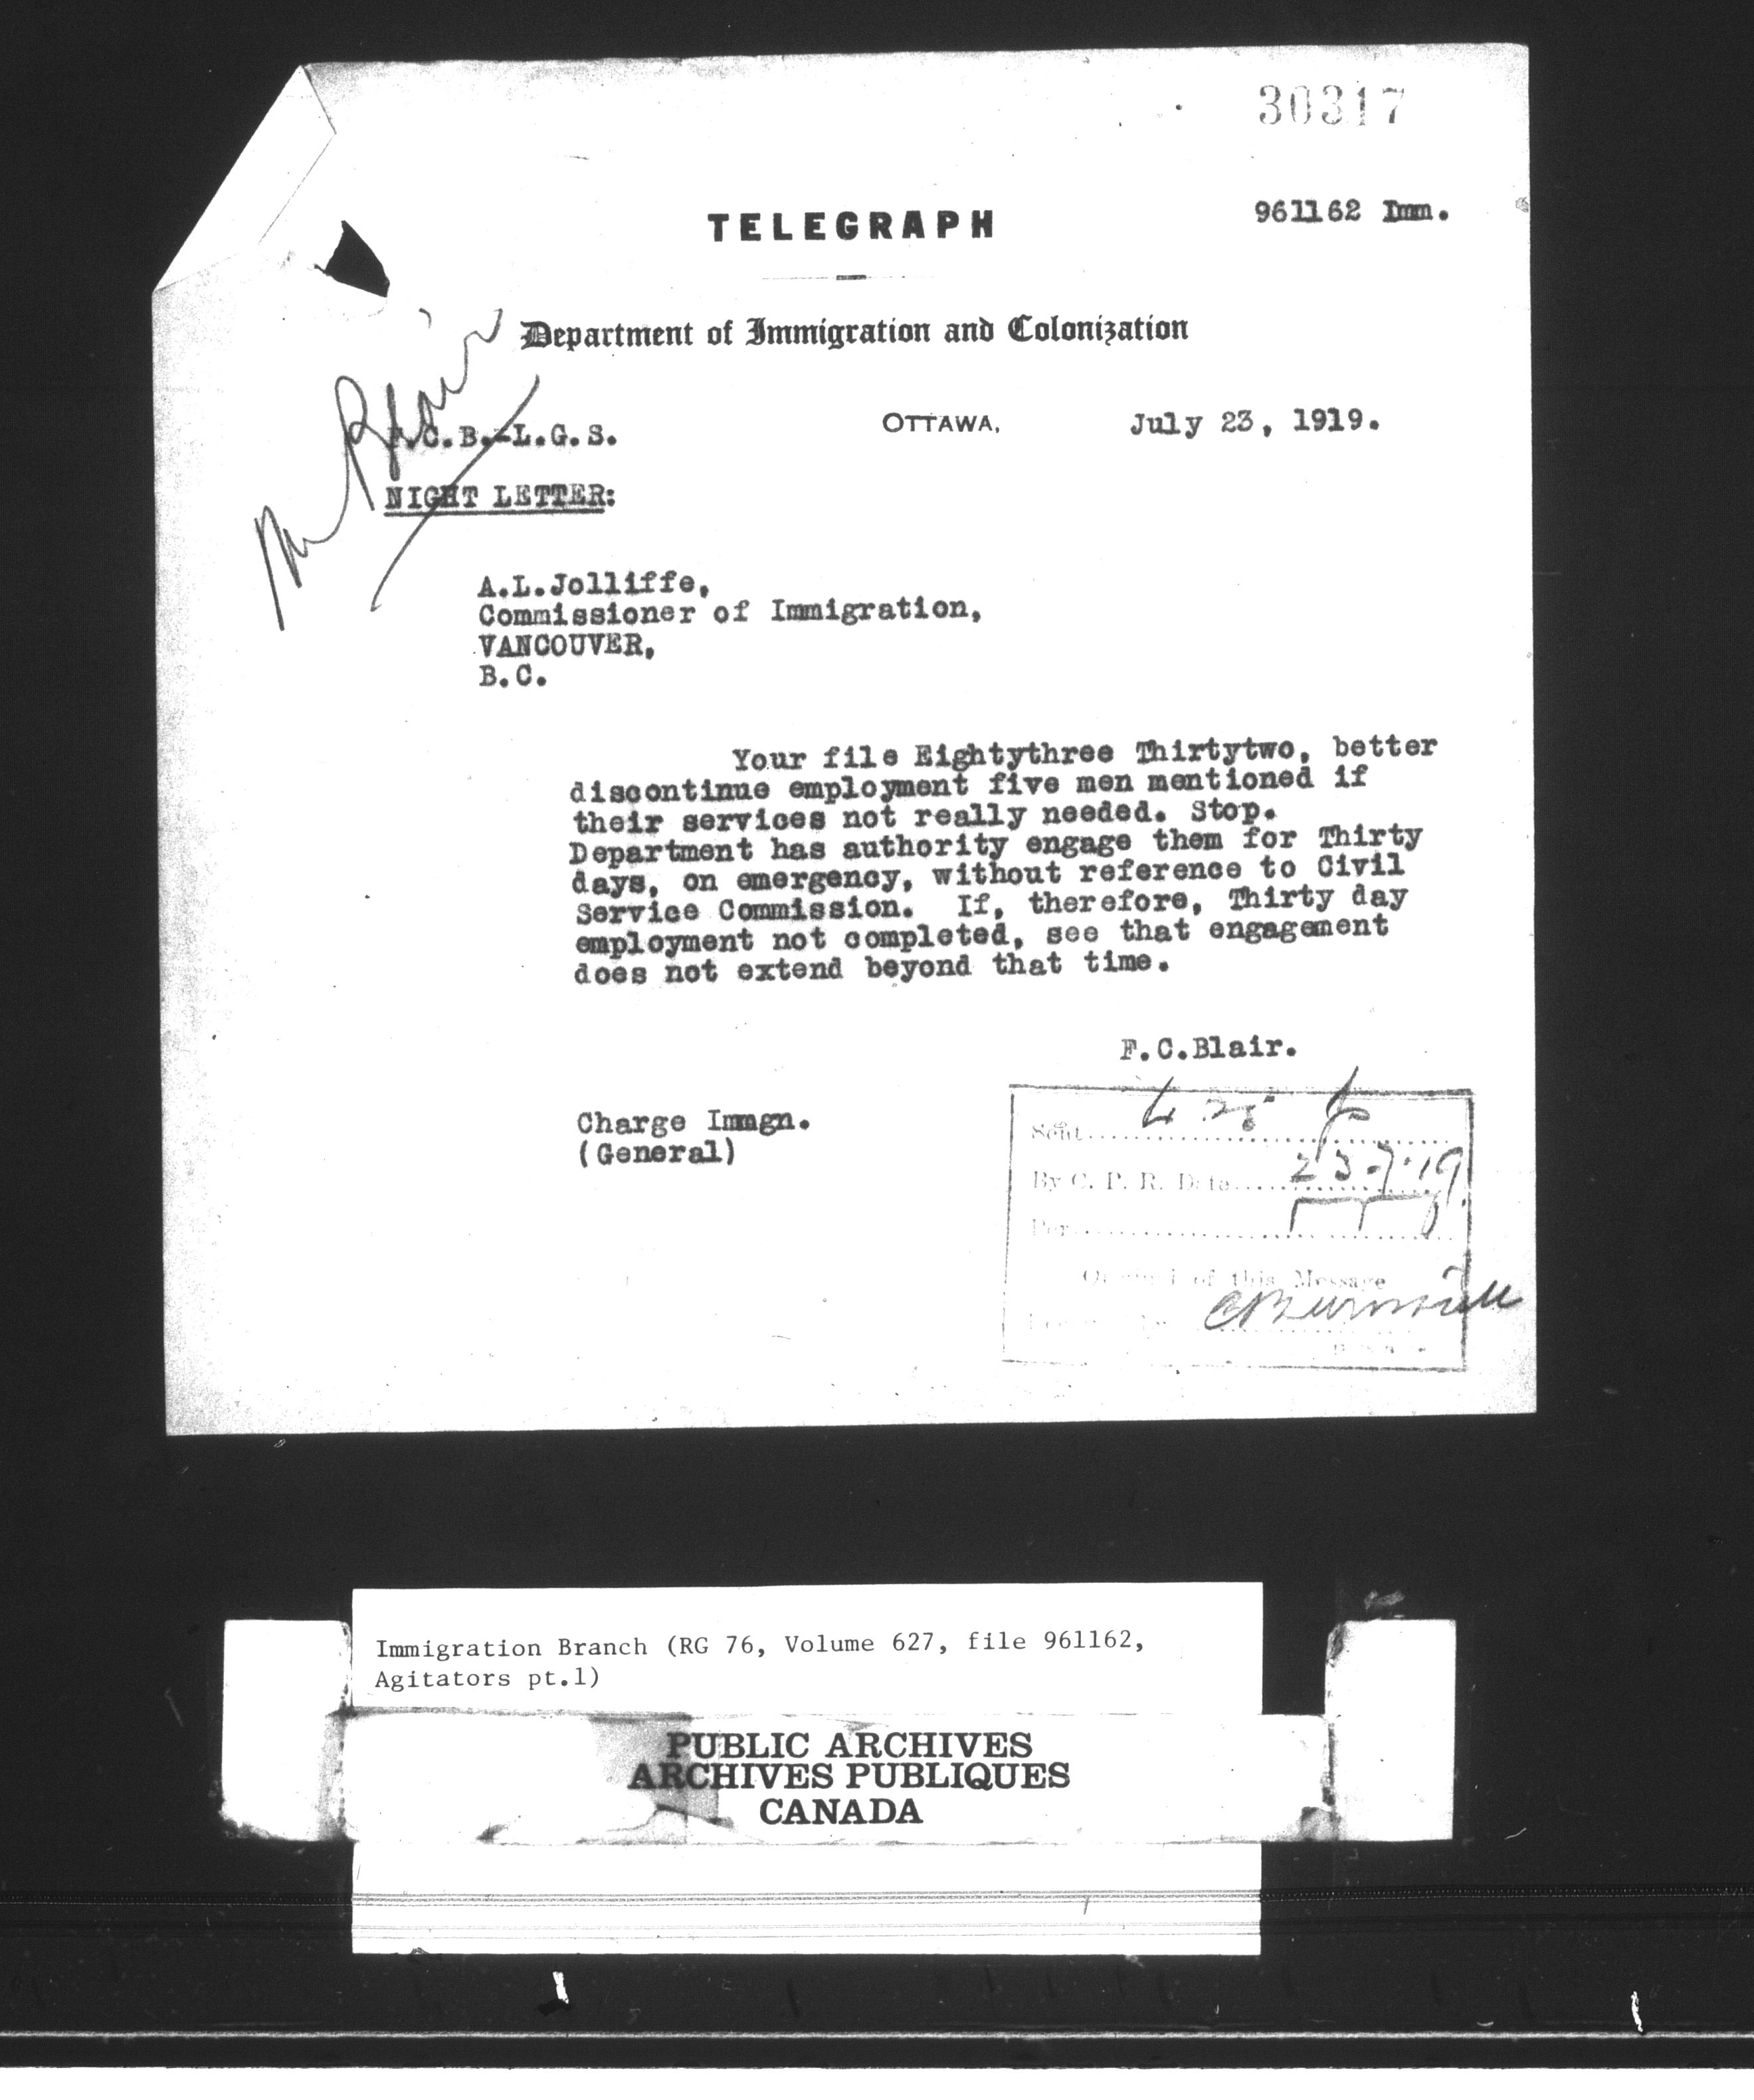 30317
961162 Imm.
TELEGRAPH
Department of Immigration and Colonization
OTTAWA, July 23, 1919.
C.B.-L.G.S.
NIGHT LETTER:
A.L.Jolliffe,
Commissioner of Immigration,
VANCOUVER,
B.C.
Your file Eightythree Thirtytwo, better
discontinue employment five men mentioned if
their services not really needed. Stop.
Department has authority engage them for Thirty
days, on emergency, without reference to Civil
Service Commission. If, therefore, Thirty day
employment not completed, see that engagement
does not extend beyond that time.
F.C.Blair.
Charge Immgn.
(General)
Sent
By C. P. R. Date 23-7-19
Per
of this Message
Immigration Branch (RG 76, Volume 627, file 961162,
Agitators pt.1)
PUBLIC ARCHIVES
ARCHIVES PUBLIQUES
CANADA